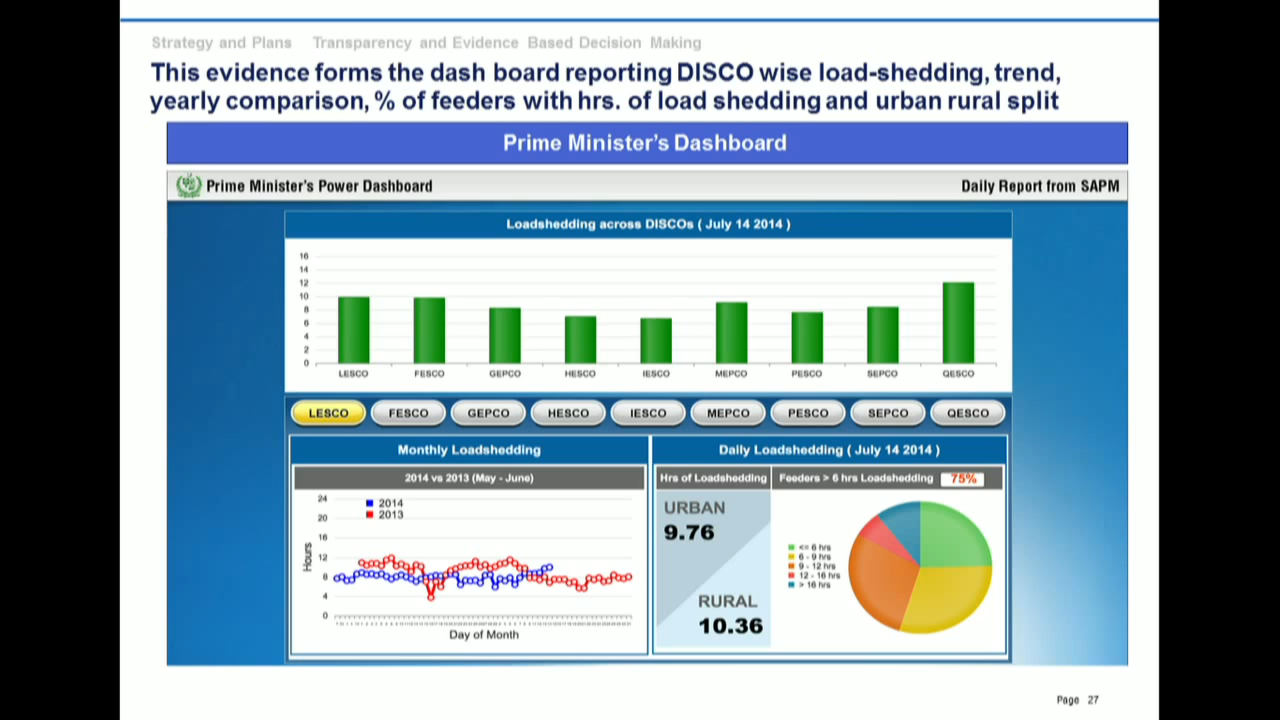 Strategy and Plans Transparency and Evidence Based Decision Making
This evidence forms the dash board reporting DISCO wise load-shedding, trend,
yearly comparison, % of feeders with hrs. of load shedding and urban rural split
Prime Minister's Dashboard
Prime Minister's Power Dashboard Daily Report from SAPM
Loadshedding across DISCOs ( July 14 2014 )
16
14
12
10
8
6
4
2
0
LESCO FESCO GEPCO HESCO IESCO MEPCO PESCO SEPCO QESCO
LESCO FESCO GEPCO HESCO IESCO MEPCO PESCO SEPCO QESCO
Monthly Loadshedding
2014 vs 2013 (May - June)
24
20
16
12
8
4
0
Hours
2014
2013
Day of Month
Daily Loadshedding ( July 14 2014 )
Hrs of Loadshedding Feeders > 6 hrs Loadshedding 75%
URBAN
9.76
RURAL
10.36
<= 6 hrs
6 - 9 hrs
9 - 12 hrs
12 - 16 hrs
> 16 hrs
Page 27